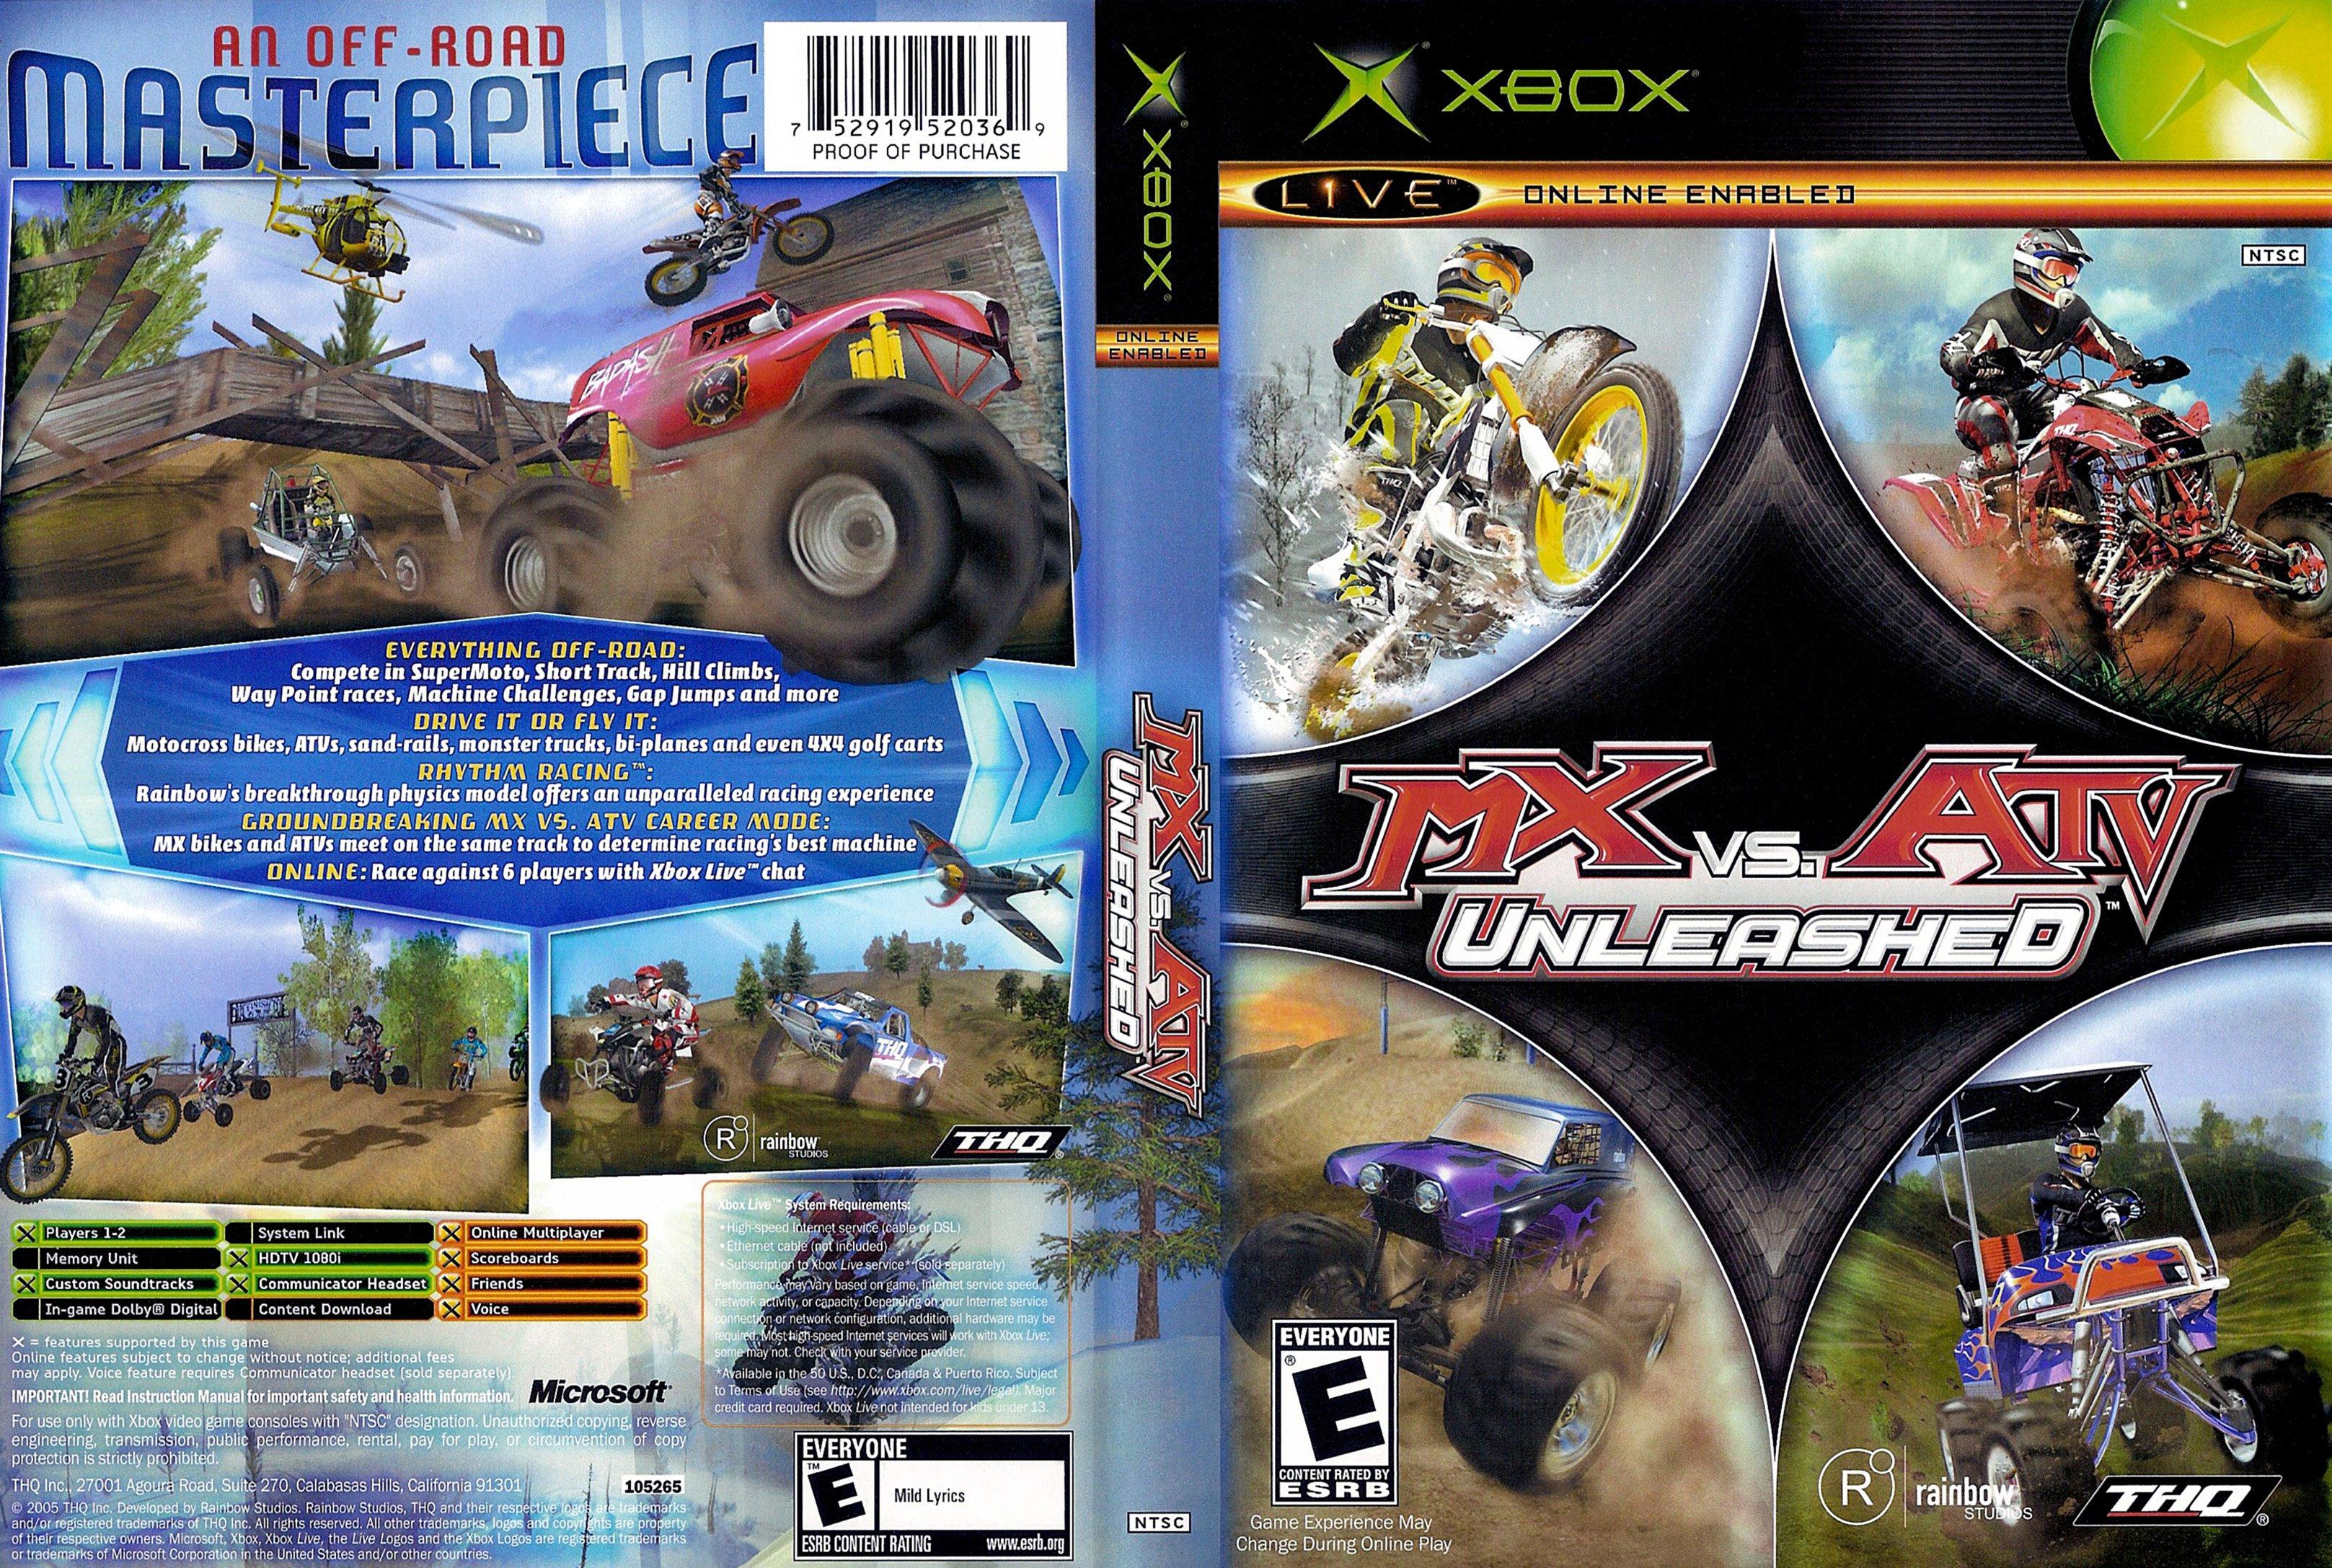 AN OFF-ROAD
MASTERPIECE
7 52919 52036 9
PROOF OF PURCHASE
BADASH
EVERYTHING OFF-ROAD:
Compete in SuperMoto, Short Track, Hill Climbs,
Way Point races, Machine Challenges, Gap Jumps and more
DRIVE IT OR FLY IT:
Motocross bikes, ATVs, sand-rails, monster trucks, bi-planes and even 4X4 golf carts
RHYTHM RACING™:
Rainbow's breakthrough physics model offers an unparalleled racing experience
GROUNDBREAKING MX VS. ATV CAREER MODE:
MX bikes and ATVs meet on the same track to determine racing's best machine
ONLINE: Race against 6 players with Xbox Live™ chat
3
3
THQ
R rainbow STUDIOS
THQ®
Players 1-2
System Link
Online Multiplayer
Memory Unit
HDTV 1080i
Scoreboards
Custom Soundtracks
Communicator Headset
Friends
In-game Dolby® Digital
Content Download
Voice
X = features supported by this game
Online features subject to change without notice; additional fees
may apply. Voice feature requires Communicator headset (sold separately).
IMPORTANT! Read Instruction Manual for important safety and health information.
Microsoft®
For use only with Xbox video game consoles with "NTSC" designation. Unauthorized copying, reverse
engineering, transmission, public performance, rental, pay for play, or circumvention of copy
protection is strictly prohibited.
THQ Inc., 27001 Agoura Road, Suite 270, Calabasas Hills, California 91301
105265
© 2005 THQ Inc. Developed by Rainbow Studios. Rainbow Studios, THQ and their respective logos are trademarks
and/or registered trademarks of THQ Inc. All rights reserved. All other trademarks, logos and copyrights are property
of their respective owners. Microsoft, Xbox, Xbox Live, the Live Logos and the Xbox Logos are registered trademarks
or trademarks of Microsoft Corporation in the United States and/or other countries.
Xbox Live™ System Requirements:
• High-speed Internet service (cable or DSL)
• Ethernet cable (not included)
• Subscription to Xbox Live service* (sold separately)
Performance may vary based on game, Internet service speed,
network activity, or capacity. Depending on your Internet service
connection or network configuration, additional hardware may be
required. Most high-speed Internet services will work with Xbox Live;
some may not. Check with your service provider.
*Available in the 50 U.S., D.C., Canada & Puerto Rico. Subject
to Terms of Use (see http://www.xbox.com/live/legal). Major
credit card required. Xbox Live not intended for kids under 13.
EVERYONE
E™
Mild Lyrics
ESRB CONTENT RATING www.esrb.org
XBOX®
ONLINE
ENABLED
MX VS. ATV
UNLEASHED
NTSC
XBOX®
LIVE™ ONLINE ENABLED
NTSC
THQ
THQ
MX VS. ATV
UNLEASHED™
EVERYONE
E®
CONTENT RATED BY
ESRB
Game Experience May
Change During Online Play
R rainbow STUDIOS
THQ®